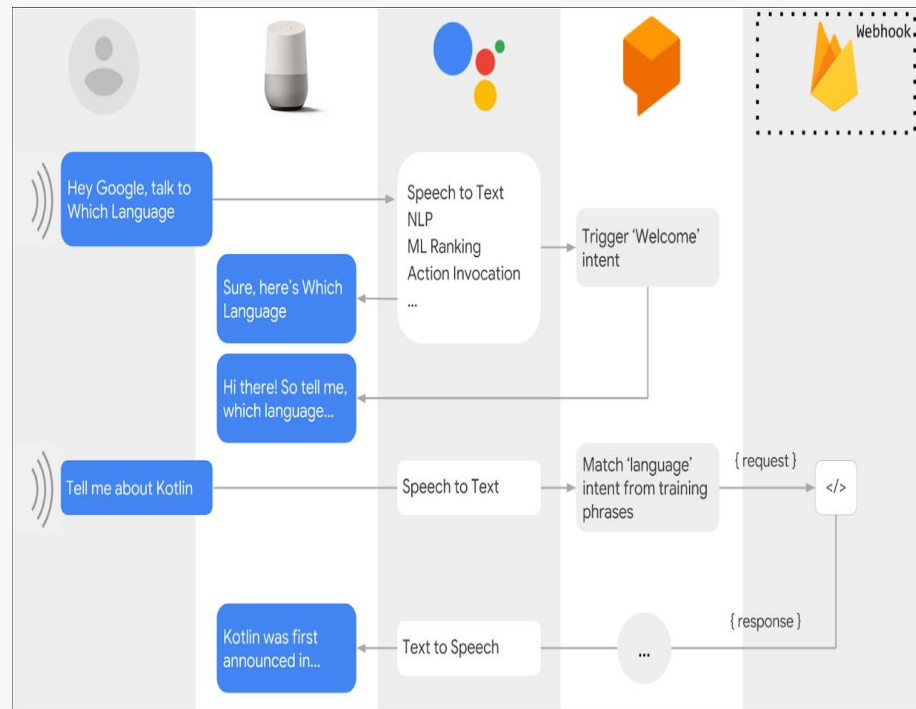 Webhook
Hey Google, talk to
Which Language
Speech to Text
NLP
ML Ranking
Action Invocation
...
Trigger ‘Welcome’
intent
Sure, here's Which
Language
Hi there! So tell me,
which language...
Tell me about Kotlin
Speech to Text
Match ‘language’
intent from training
phrases
{ request }
</>
Kotlin was first
announced in...
Text to Speech
...
{ response }